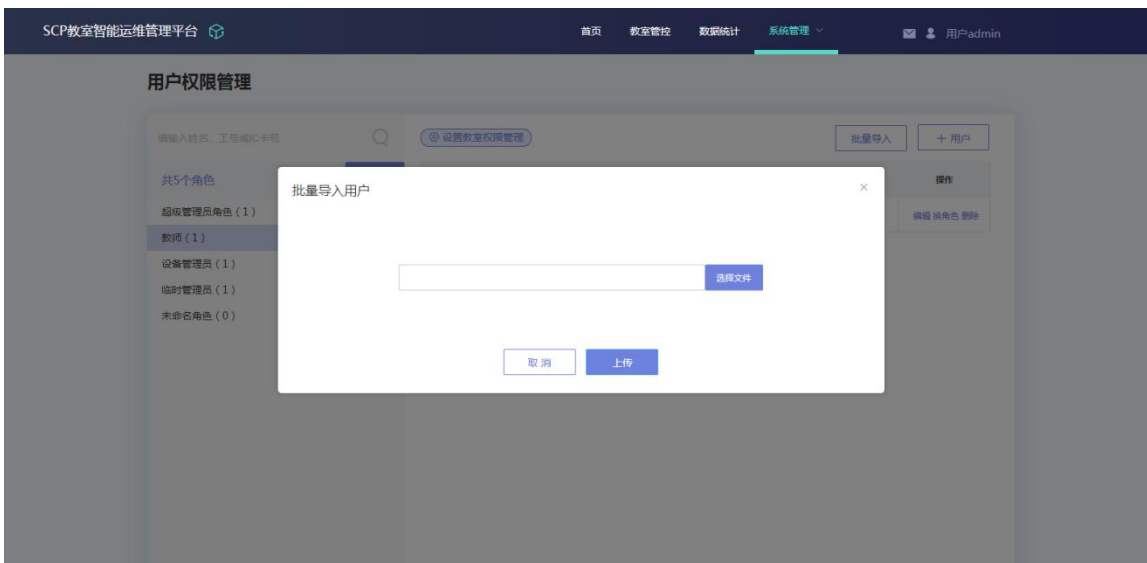 SCP教室智能运维管理平台
首页 教室管控 数据统计 系统管理 用户admin
用户权限管理
请输入姓名、工号或IC卡号
设置教室权限管理
批量导入
+ 用户
共5个角色
操作
超级管理员角色 ( 1 )
编辑 换角色 删除
教师 ( 1 )
设备管理员 ( 1 )
临时管理员 ( 1 )
未命名角色 ( 0 )
批量导入用户
选择文件
取 消
上传